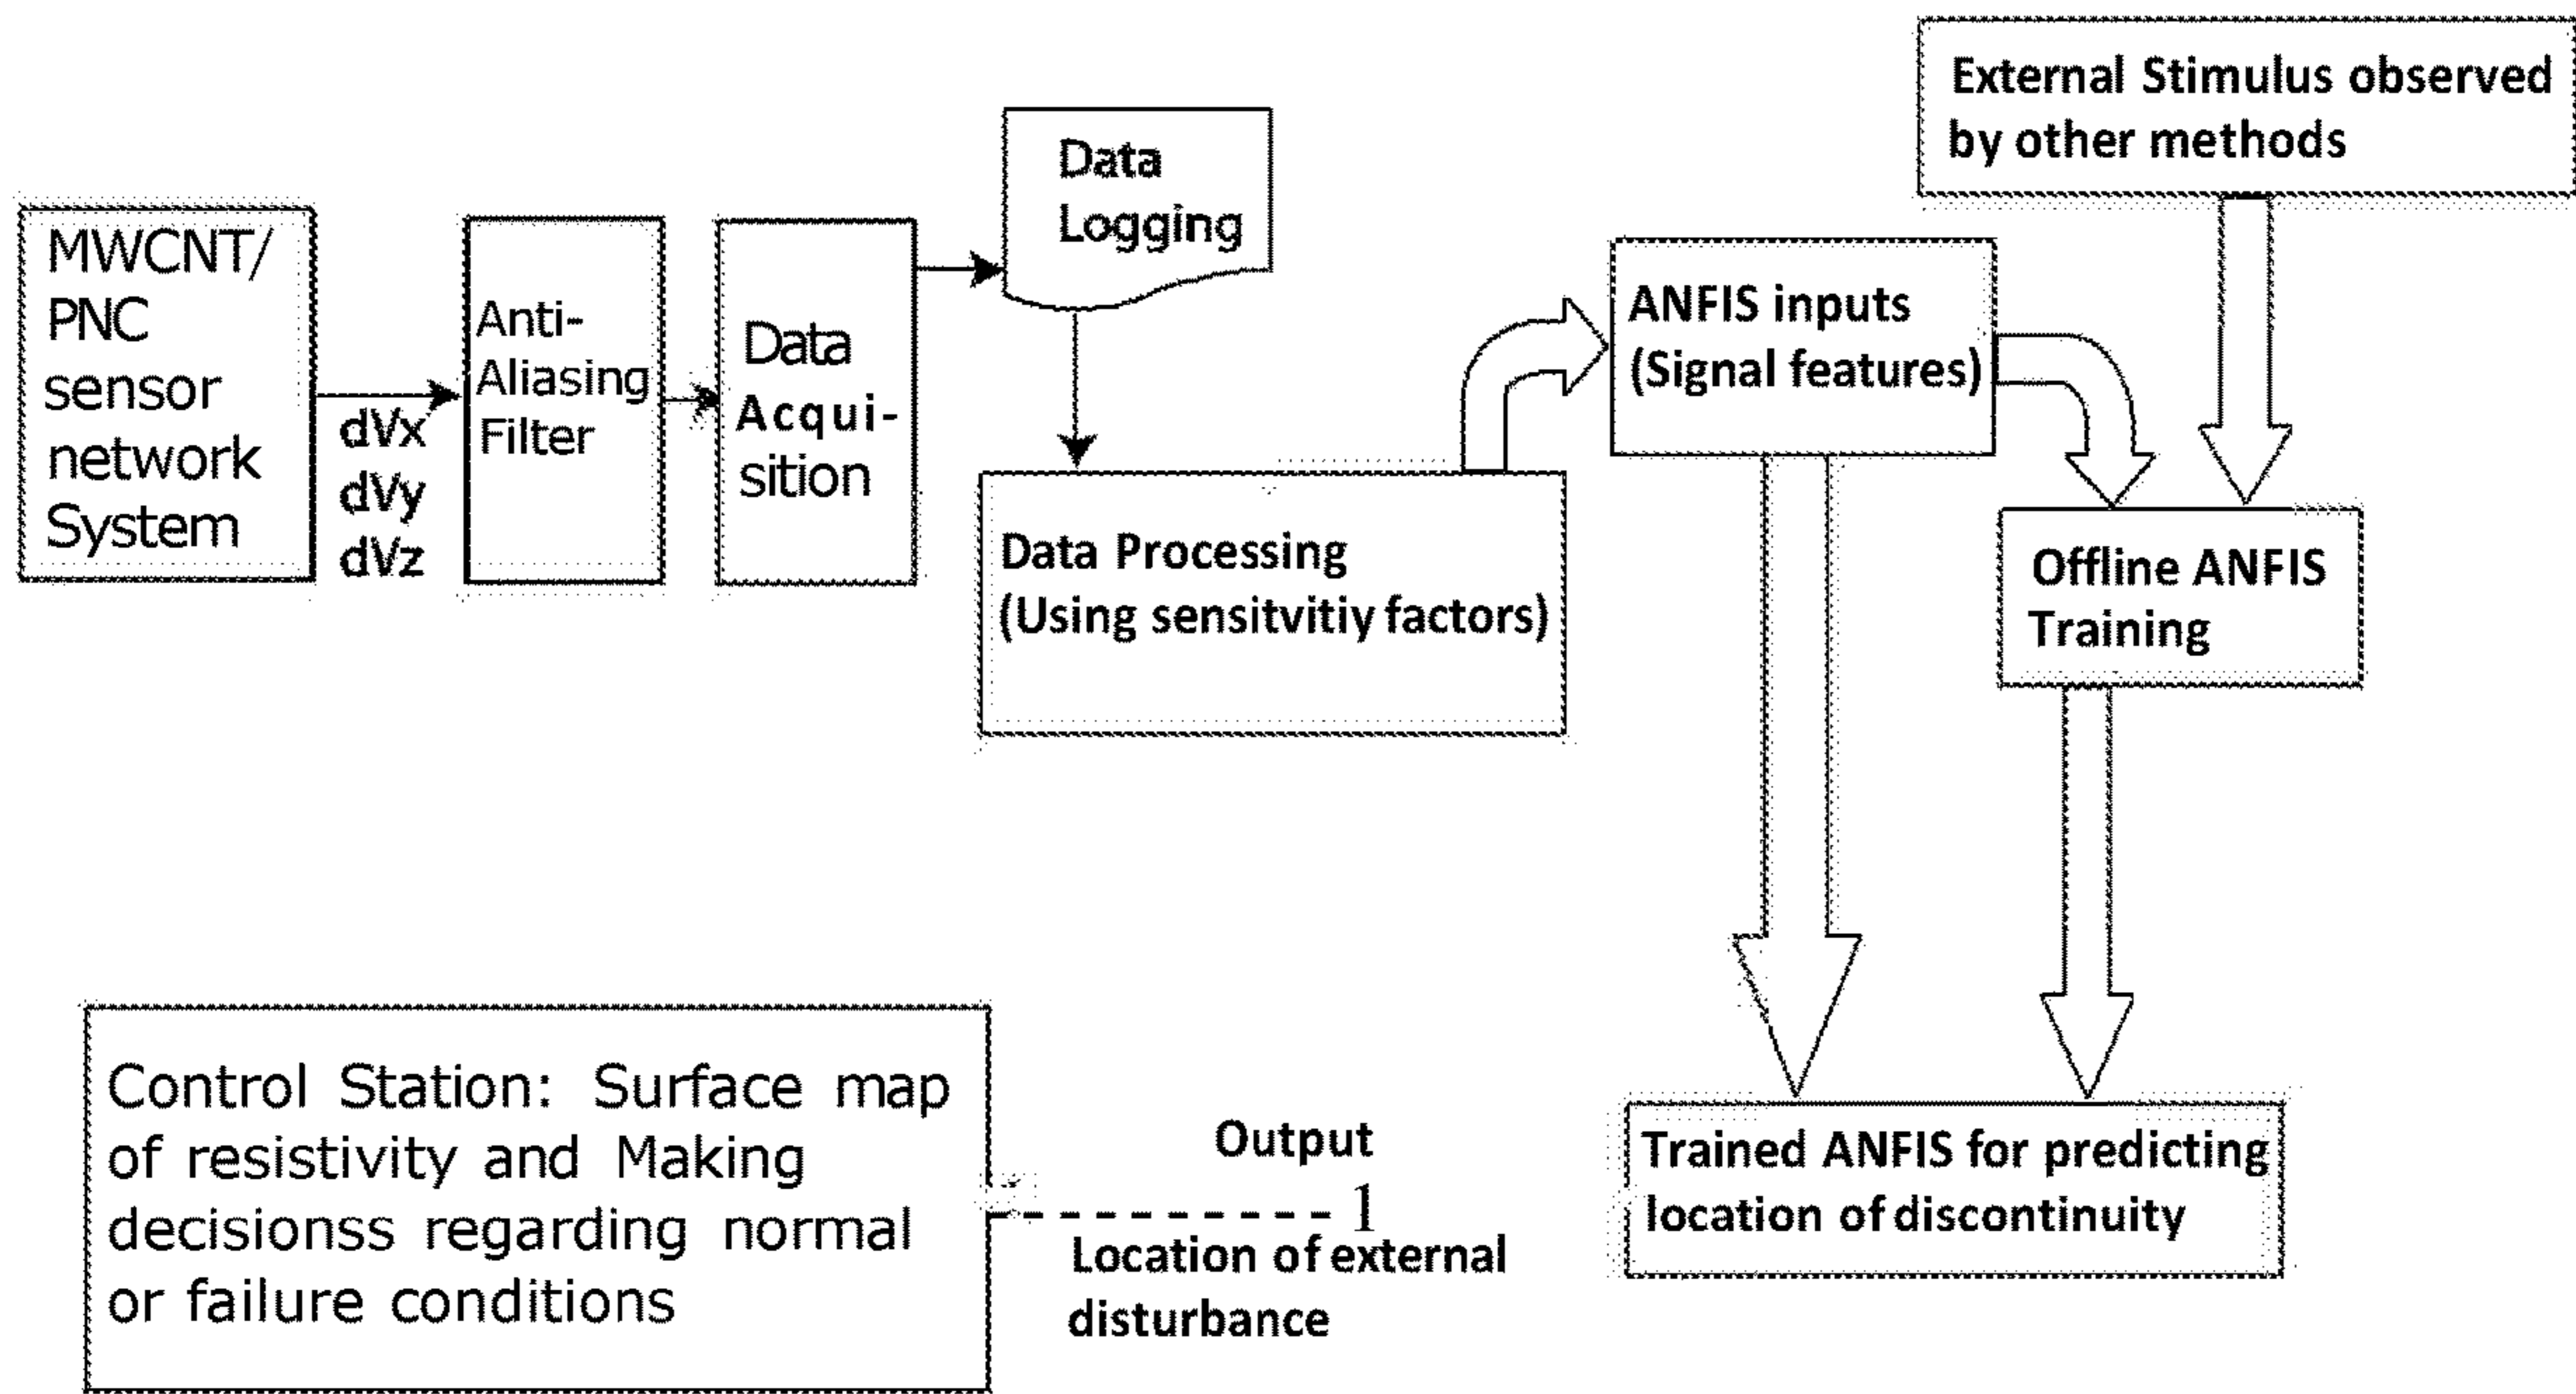 MWCNT/
PNC
sensor
network
System
dVx
dVy
dVz
Anti-
Aliasing
Filter
Data
Acqui-
sition
Data
Logging
Data Processing
(Using sensitvitiy factors)
ANFIS inputs
(Signal features)
External Stimulus observed
by other methods
Offline ANFIS
Training
Trained ANFIS for predicting
location of discontinuity
Output
1
Location of external
disturbance
Control Station: Surface map
of resistivity and Making
decisionss regarding normal
or failure conditions